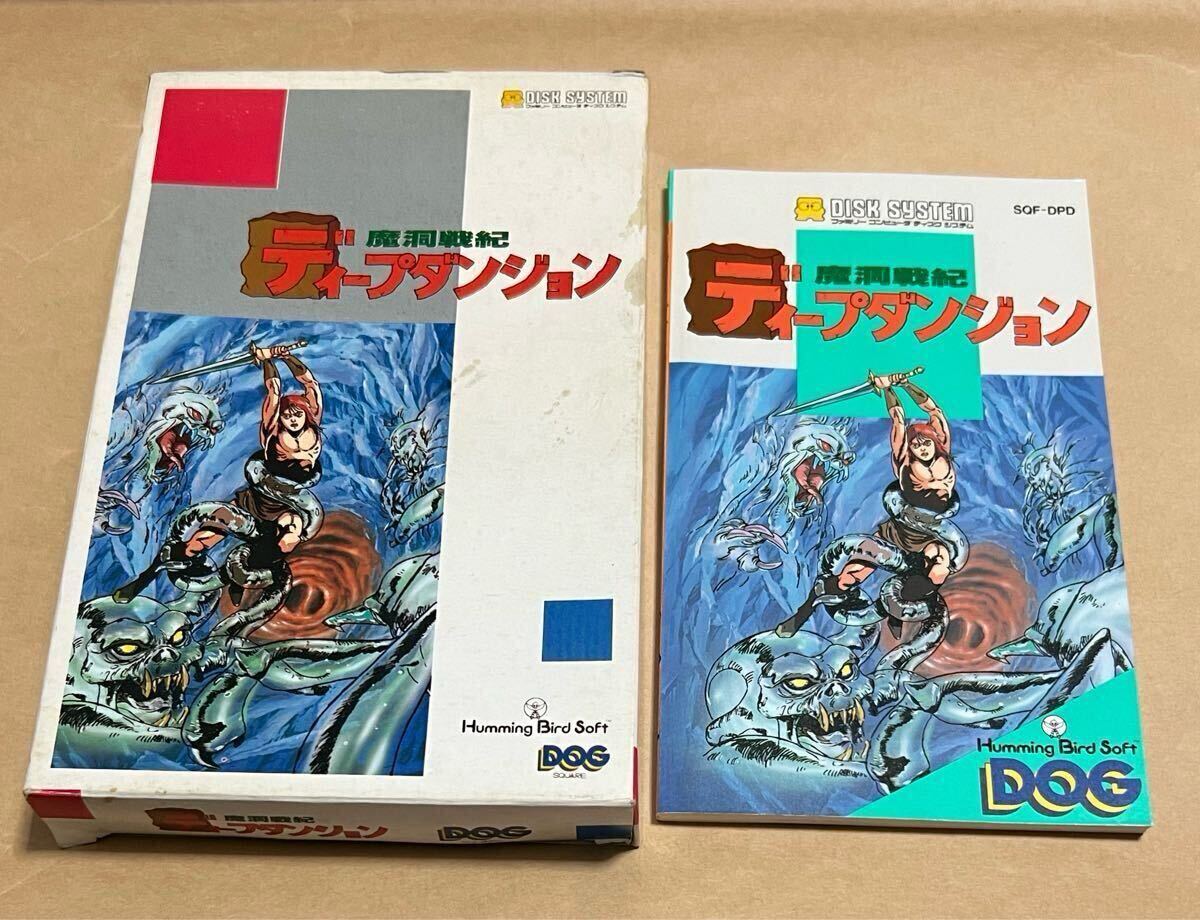 DISK SYSTEM
ファミリー コンピュータ ディスク システム
魔洞戦紀
ディープダンジョン
Humming Bird Soft™
DOG
SQUARE
魔洞戦紀
ディープダンジョン
DOG
DISK SYSTEM
ファミリー コンピュータ ディスク システム
SQF-DPD
魔洞戦紀
ディープダンジョン
Humming Bird Soft™
DOG